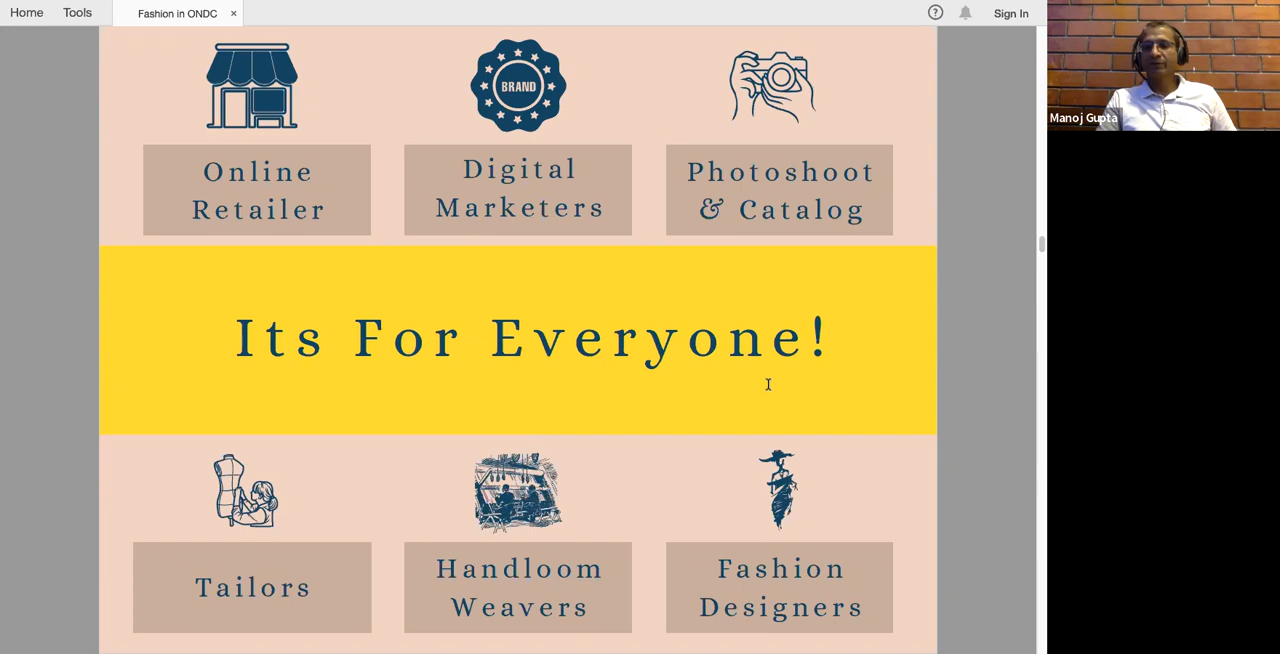 Home Tools Fashion in ONDC × ? Sign In
Manoj Gupta
BRAND
Online
Retailer
Digital
Marketers
Photoshoot
& Catalog
Its For Everyone!
Tailors
Handloom
Weavers
Fashion
Designers